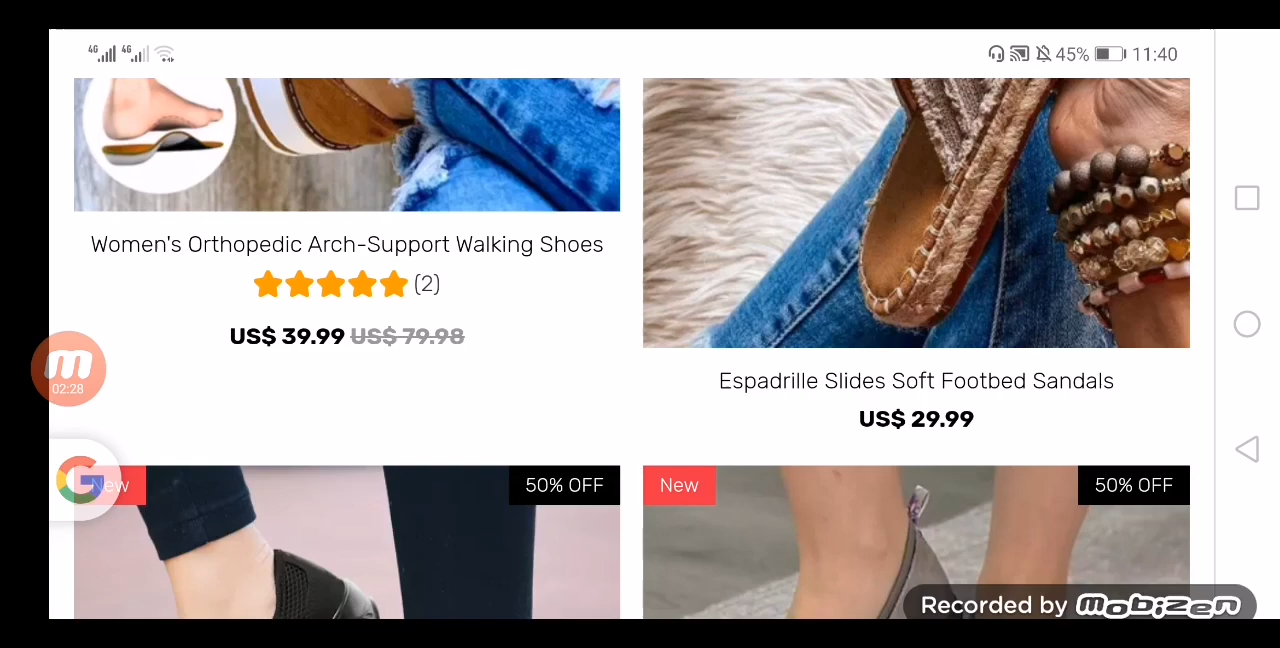 4G 4G 45% 11:40
Women's Orthopedic Arch-Support Walking Shoes
(2)
US$ 39.99 US$ 79.98
Espadrille Slides Soft Footbed Sandals
US$ 29.99
m
02:28
G
New
50% OFF
New
50% OFF
Recorded by mobizen